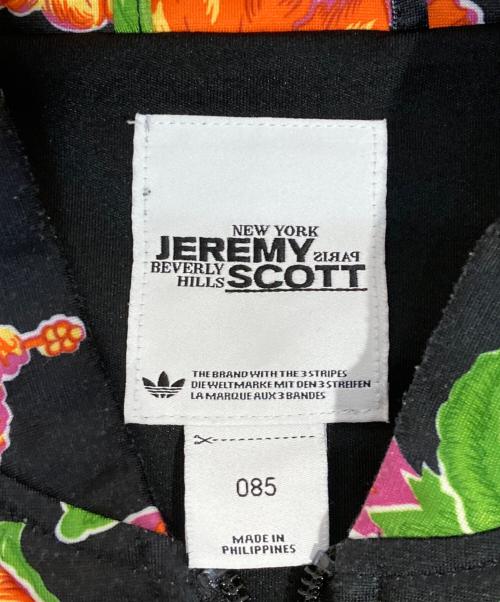 NEW YORK
JEREMY PARIS
BEVERLY HILLS SCOTT
THE BRAND WITH THE 3 STRIPES
DIE WELTMARKE MIT DEN 3 STREIFEN
LA MARQUE AUX 3 BANDES
085
MADE IN
PHILIPPINES